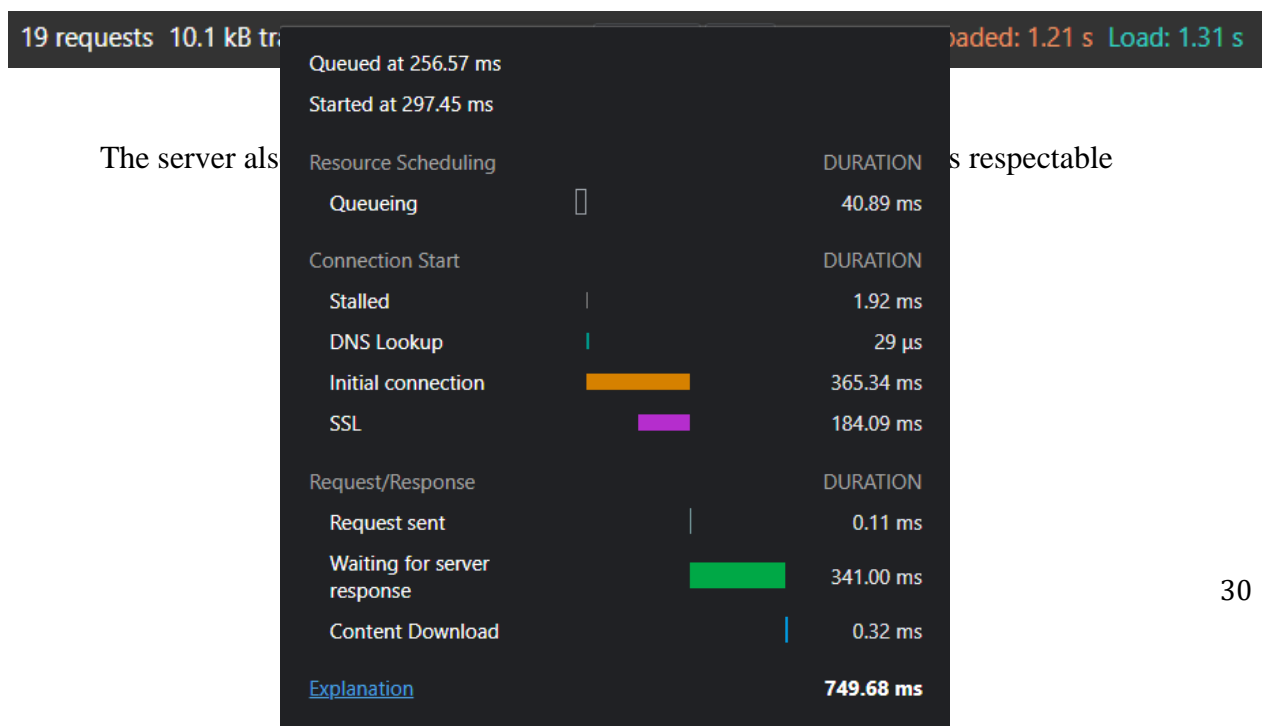 19 requests 10.1 kB Load: 1.31 s
: 1.21 s
Queued at 256.57 ms
Started at 297.45 ms
The server s respectable
Resource Scheduling DURATION
Queueing 40.89 ms
Connection Start DURATION
Stalled 1.92 ms
DNS Lookup 29 μs
Initial connection 365.34 ms
SSL 184.09 ms
Request/Response DURATION
Request sent 0.11 ms
Waiting for server
response 341.00 ms
Content Download 0.32 ms
Explanation 749.68 ms
30